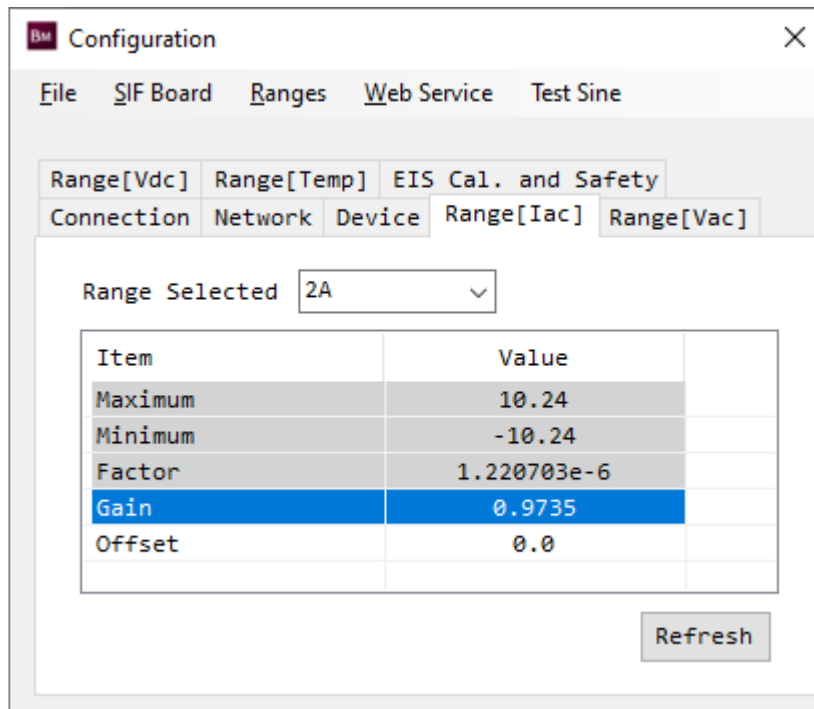 BM Configuration
File SIF Board Ranges Web Service Test Sine
Range[Vdc] Range[Temp] EIS Cal. and Safety
Connection Network Device Range[Iac] Range[Vac]
Range Selected 2A
Item Value
Maximum 10.24
Minimum -10.24
Factor 1.220703e-6
Gain 0.9735
Offset 0.0
Refresh